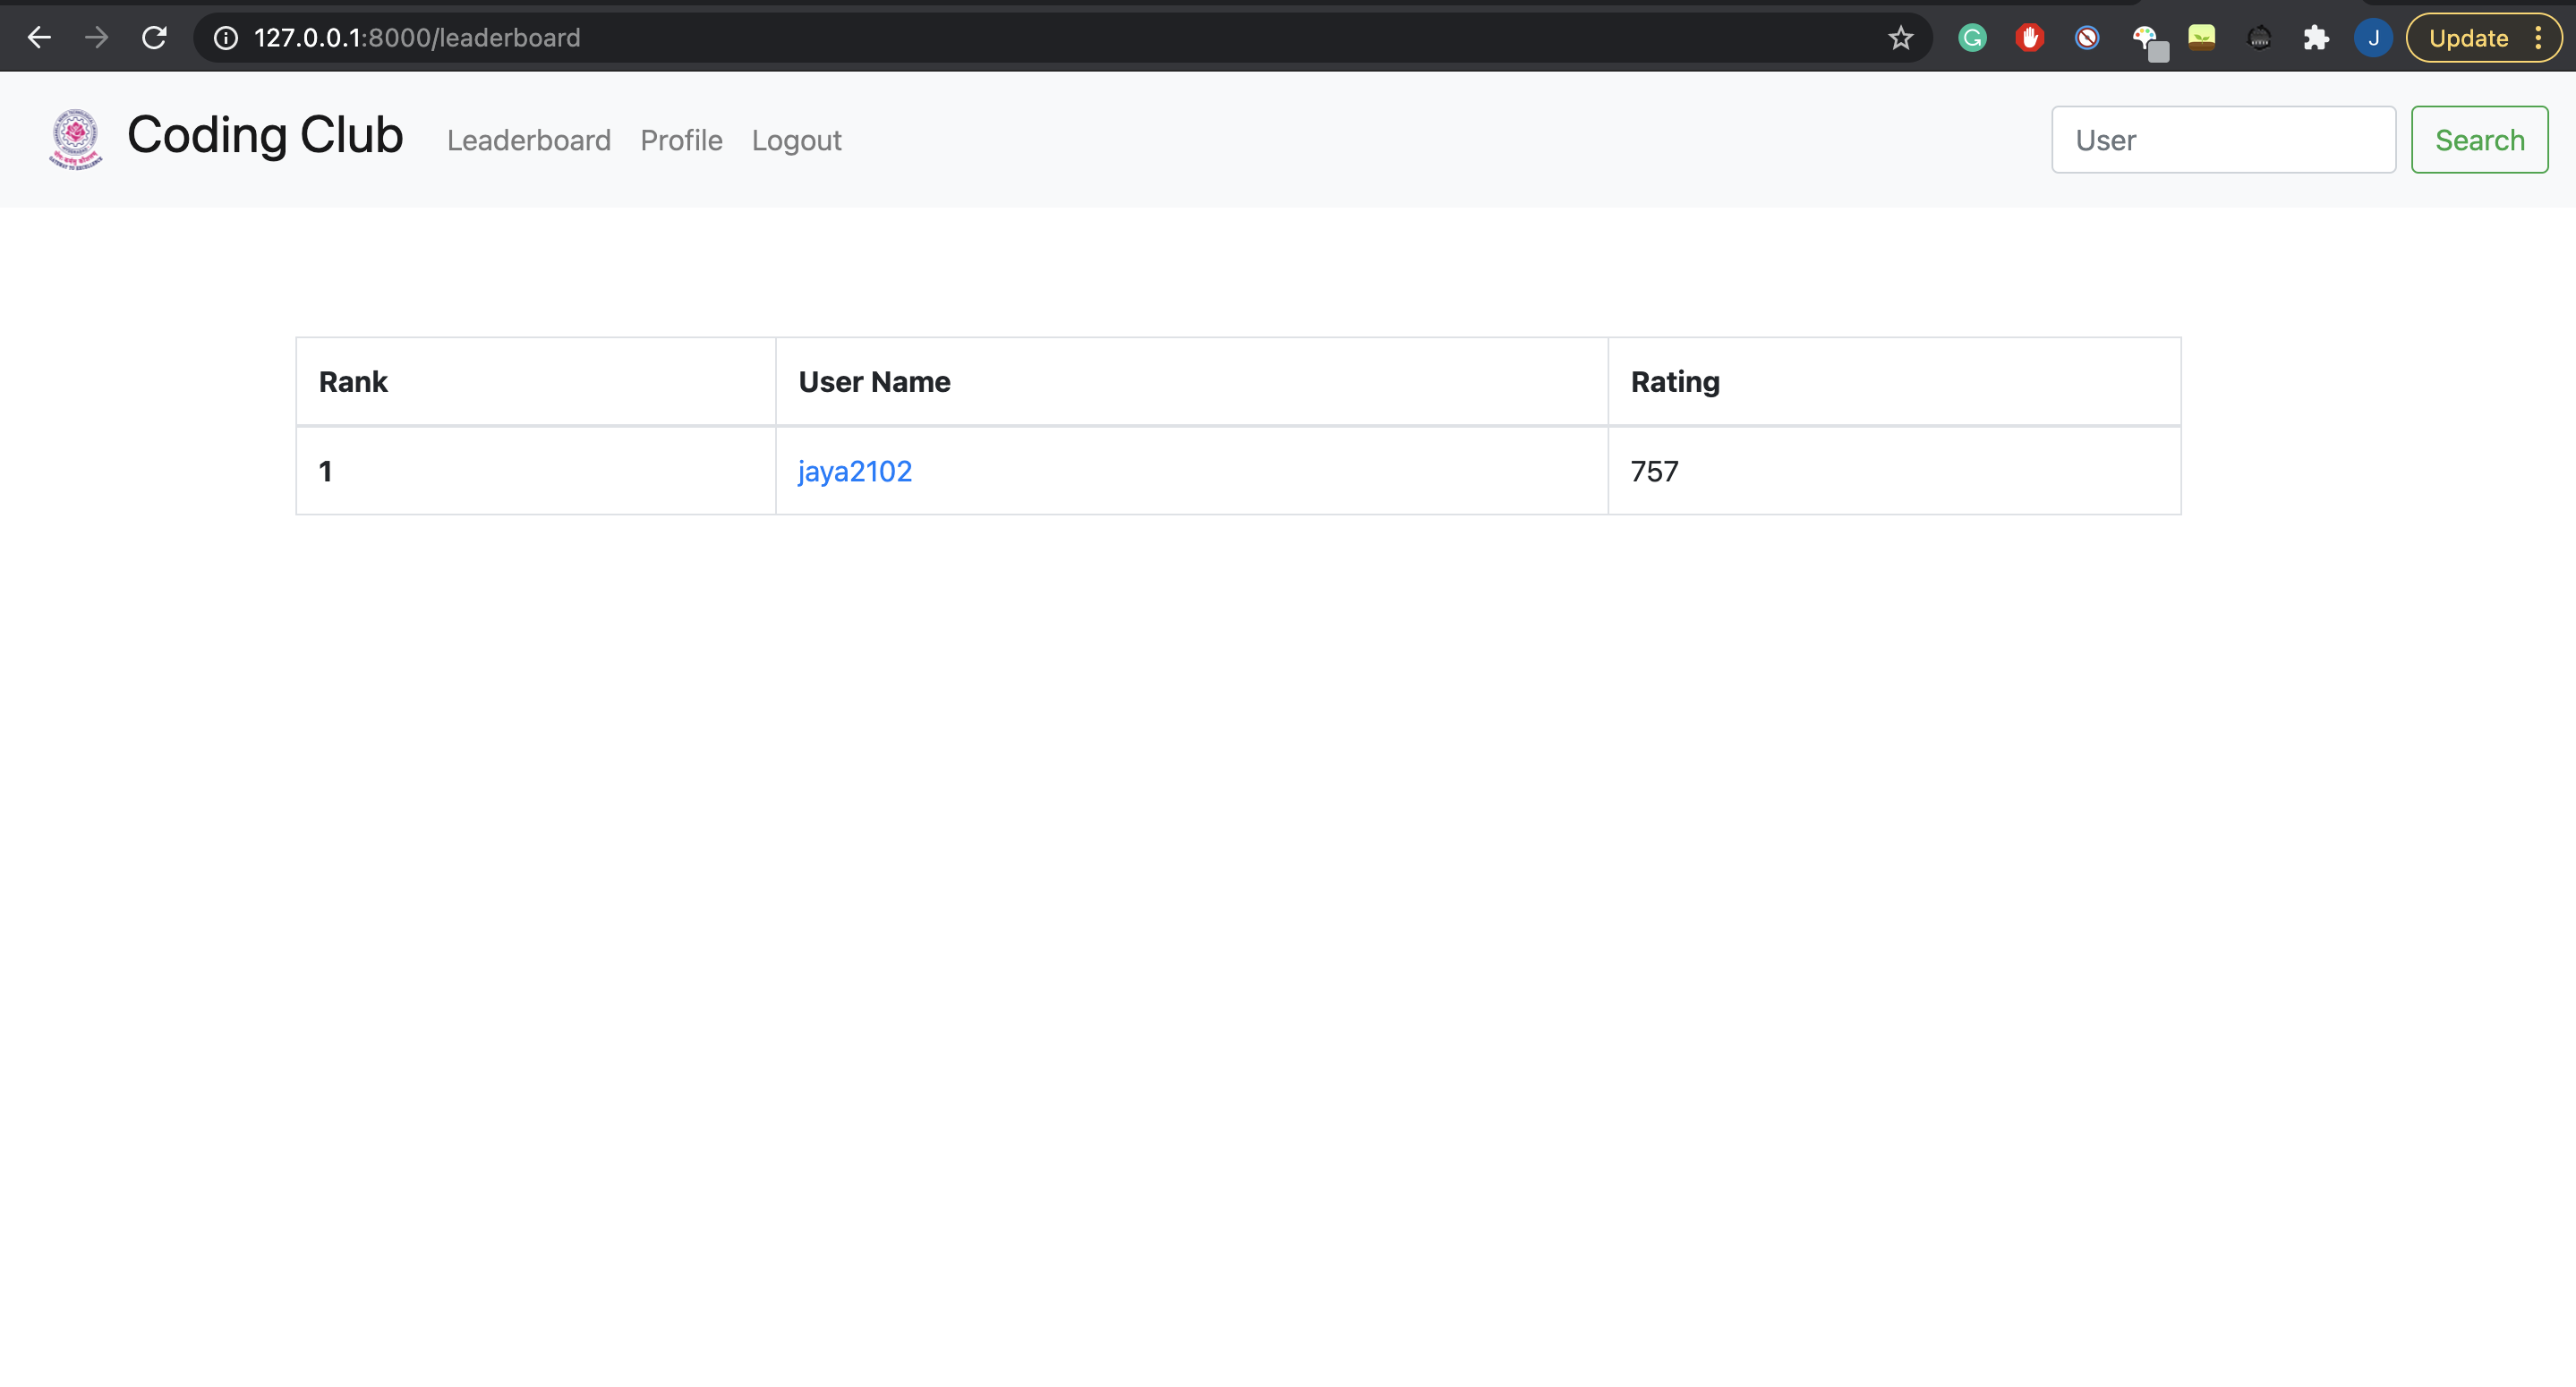 127.0.0.1:8000/leaderboard
J
Update
Coding Club
Leaderboard Profile Logout
User
Search
Rank User Name Rating
1 jaya2102 757